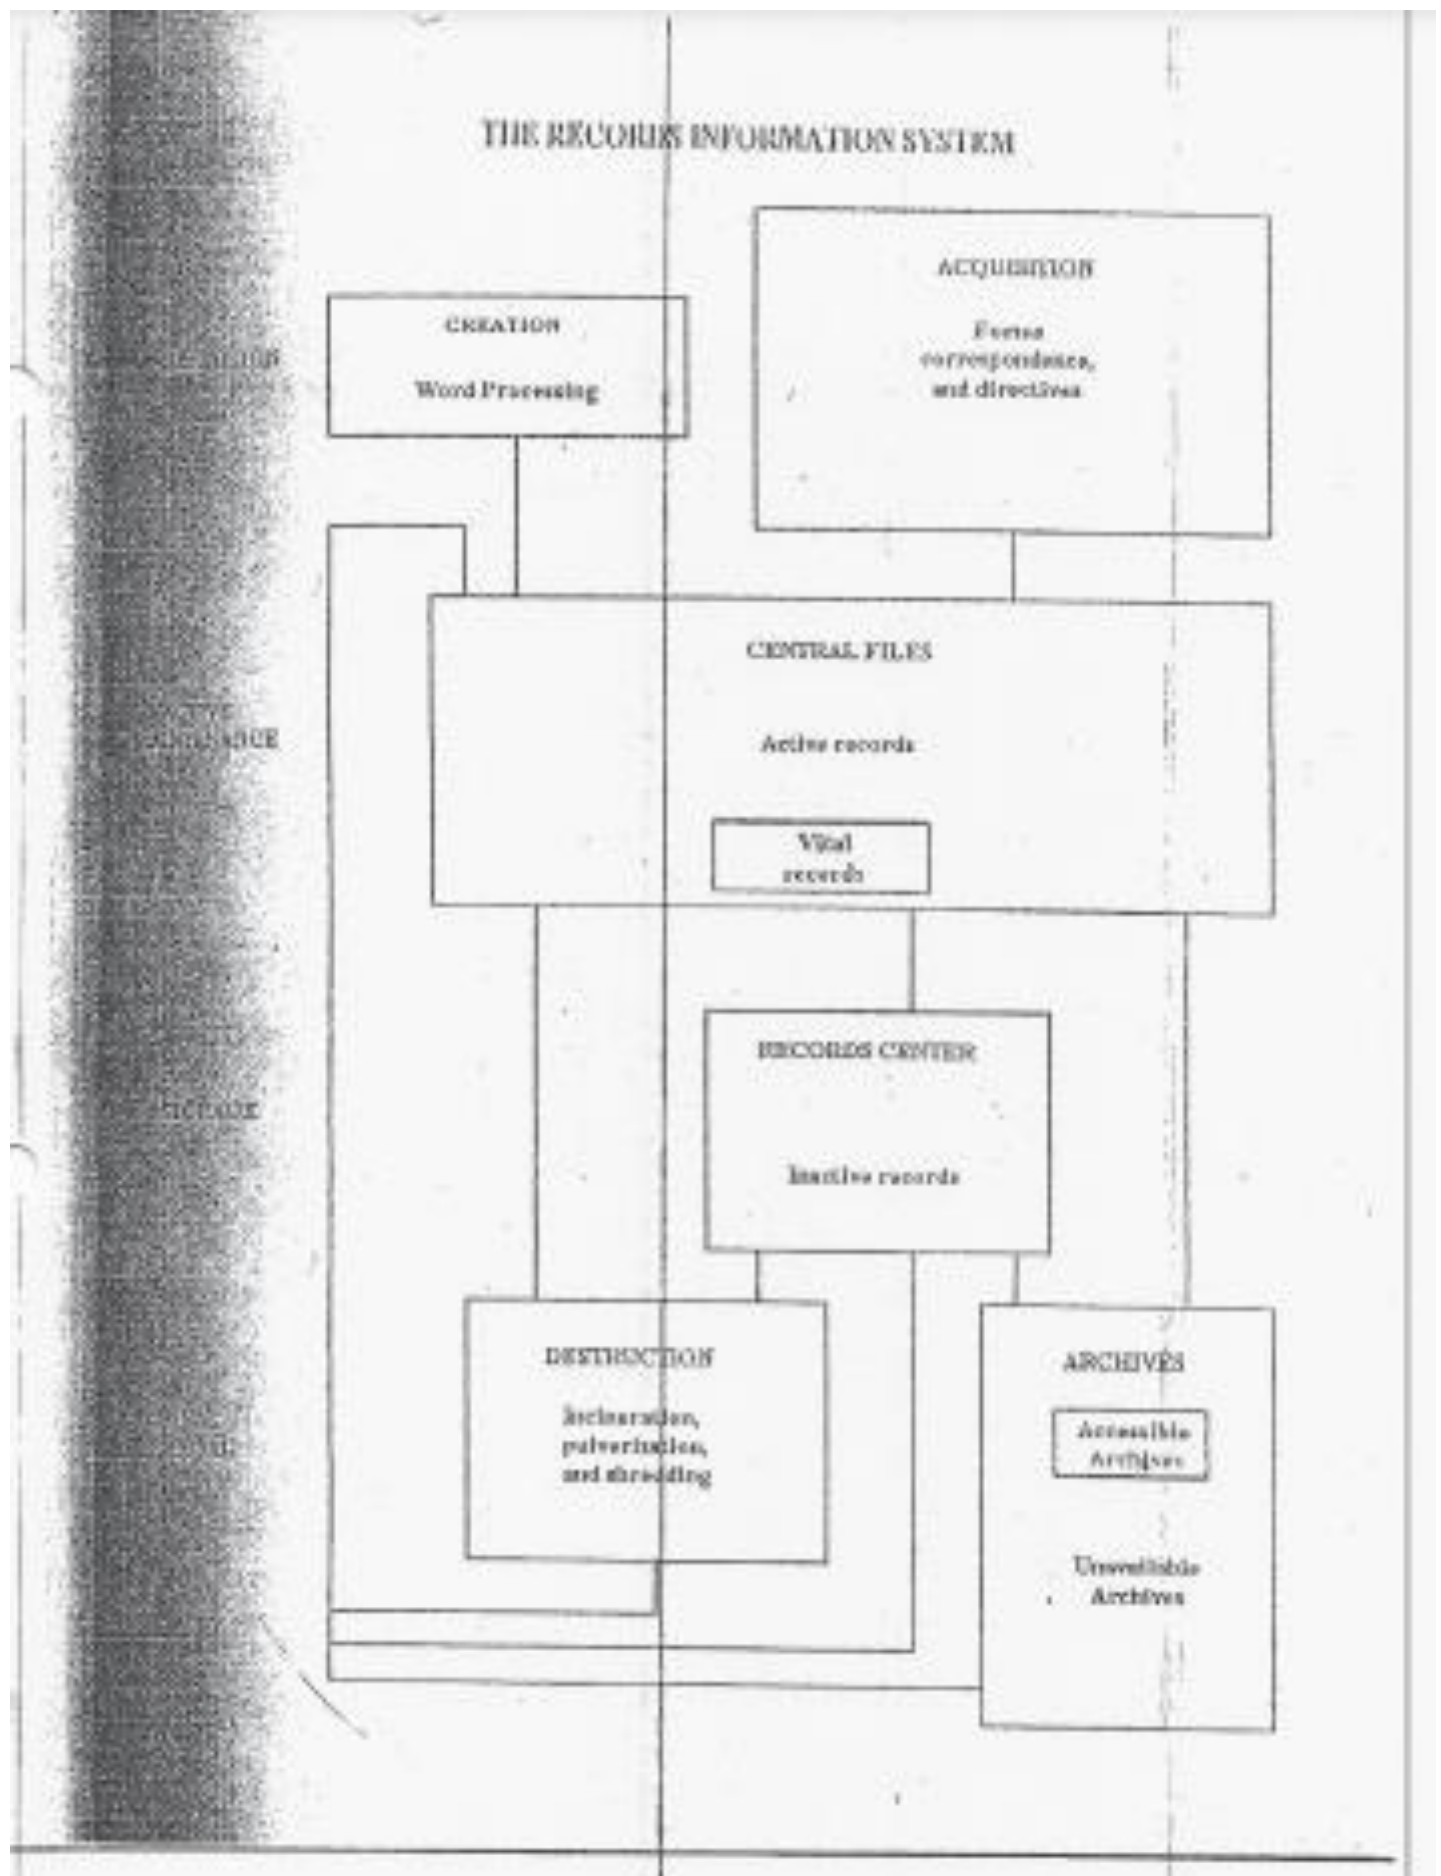 THE RECORDS INFORMATION SYSTEM
ACQUISITION
Forms
correspondence,
and directives
CREATION
Word Processing
CENTRAL FILES
Active records
Vital
records
RECORDS CENTER
Inactive records
DESTRUCTION
Incineration,
pulverization,
and shredding
ARCHIVES
Accessible
Archives
Unavailable
Archives